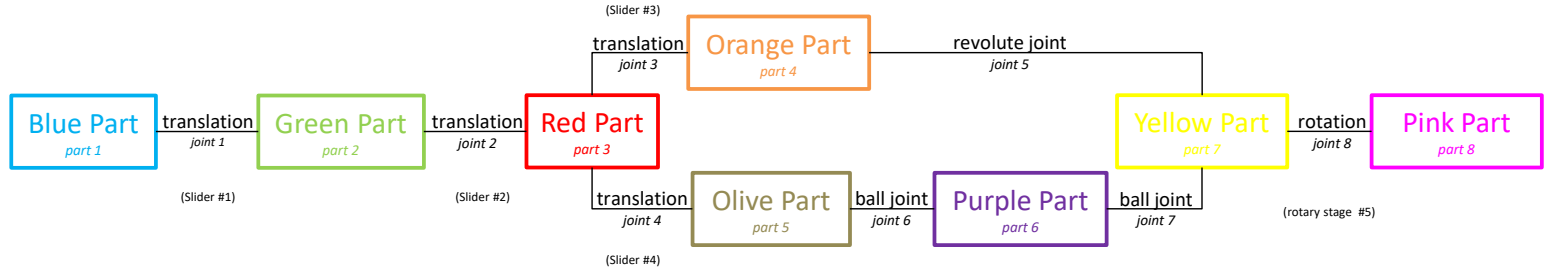 (Slider #3)
translation
joint 3
Orange Part
part 4
revolute joint
joint 5
Blue Part
part 1
translation
joint 1
Green Part
part 2
translation
joint 2
Red Part
part 3
Yellow Part
part 7
rotation
joint 8
Pink Part
part 8
(Slider #1)
(Slider #2)
translation
joint 4
Olive Part
part 5
ball joint
joint 6
Purple Part
part 6
ball joint
joint 7
(rotary stage #5)
(Slider #4)